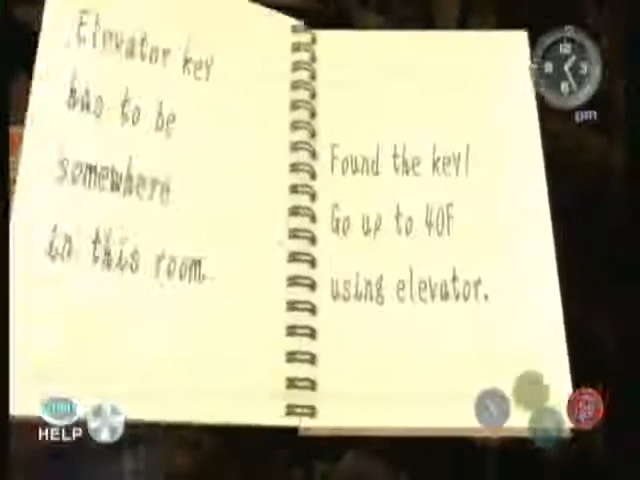 Elevator key
has to be
somewhere
in this room
Found the key!
Go up to 40F
using elevator.
pm
HELP